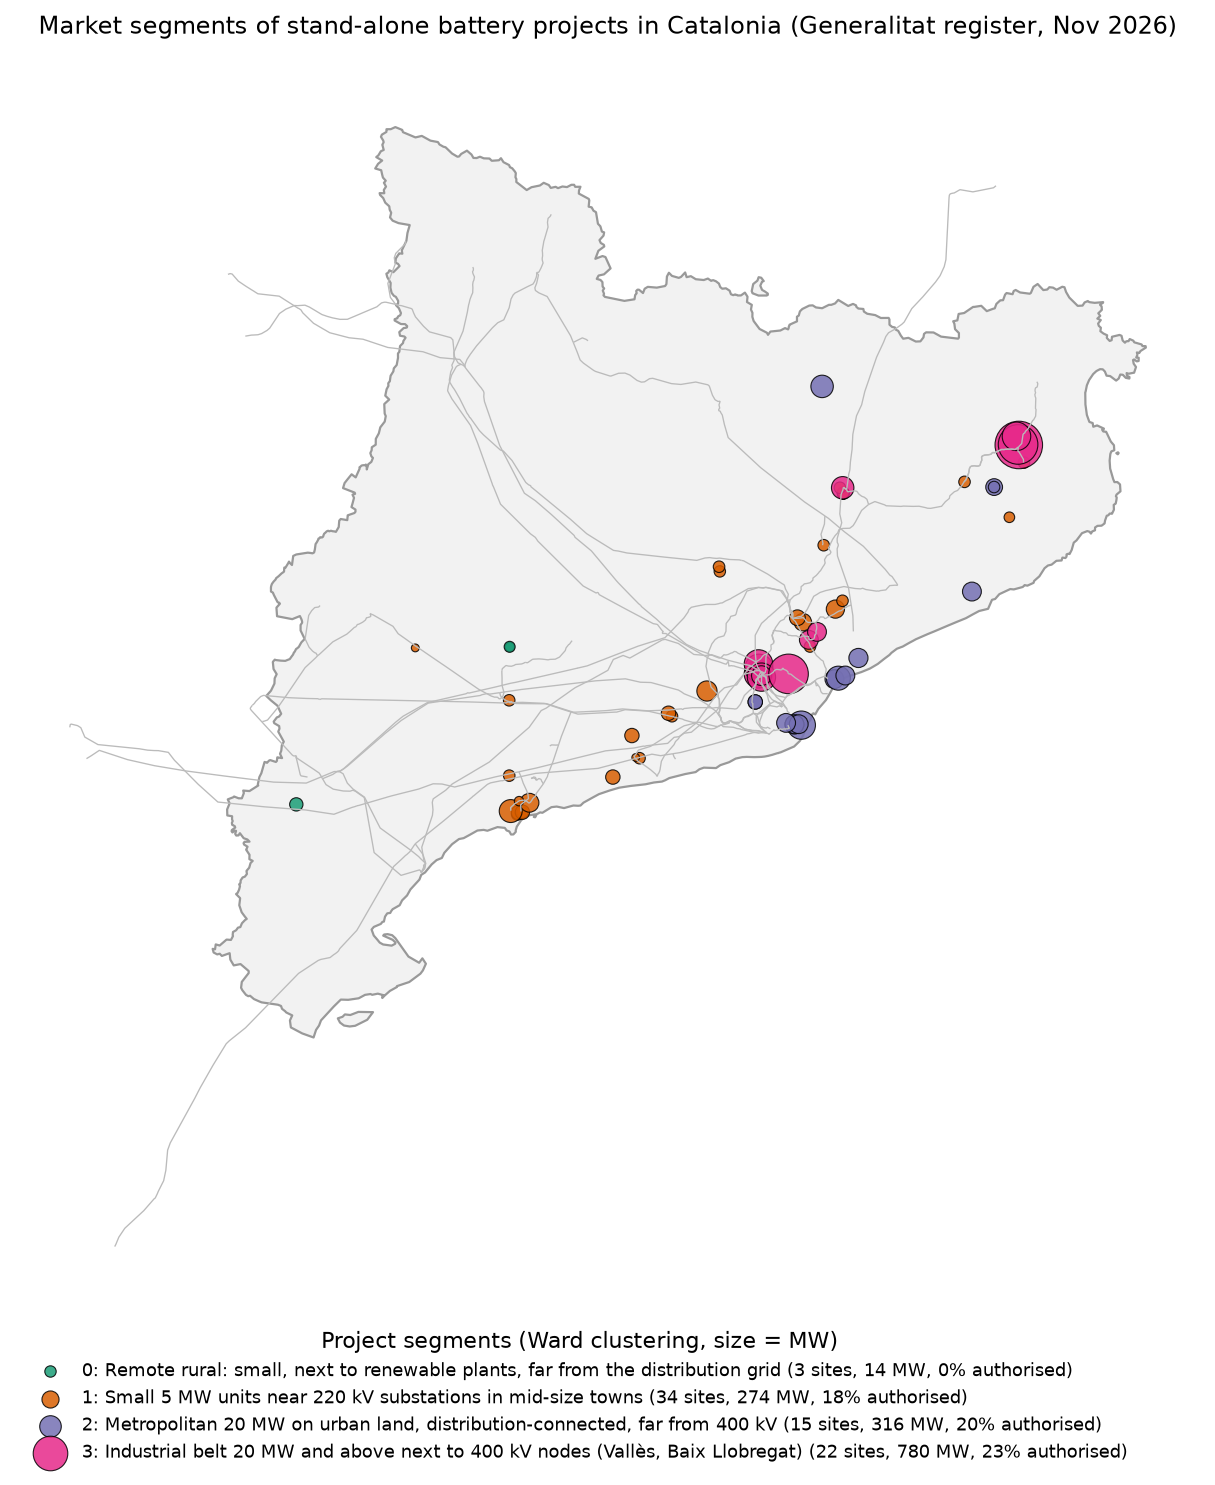 Market segments of stand-alone battery projects in Catalonia (Generalitat register, Nov 2026)
Project segments (Ward clustering, size = MW)
0: Remote rural: small, next to renewable plants, far from the distribution grid (3 sites, 14 MW, 0% authorised)
1: Small 5 MW units near 220 kV substations in mid-size towns (34 sites, 274 MW, 18% authorised)
2: Metropolitan 20 MW on urban land, distribution-connected, far from 400 kV (15 sites, 316 MW, 20% authorised)
3: Industrial belt 20 MW and above next to 400 kV nodes (Vallès, Baix Llobregat) (22 sites, 780 MW, 23% authorised)